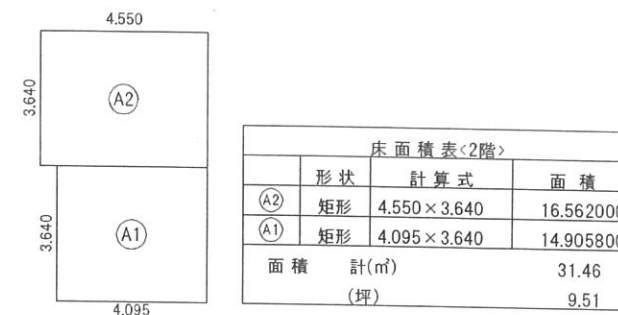 4.550
3.640
A2
3.640
A1
4.095
床面積表<2階>
形状 計算式 面積
A2 矩形 4.550×3.640 16.562000
A1 矩形 4.095×3.640 14.905800
面積 計(㎡) 31.46
(坪) 9.51